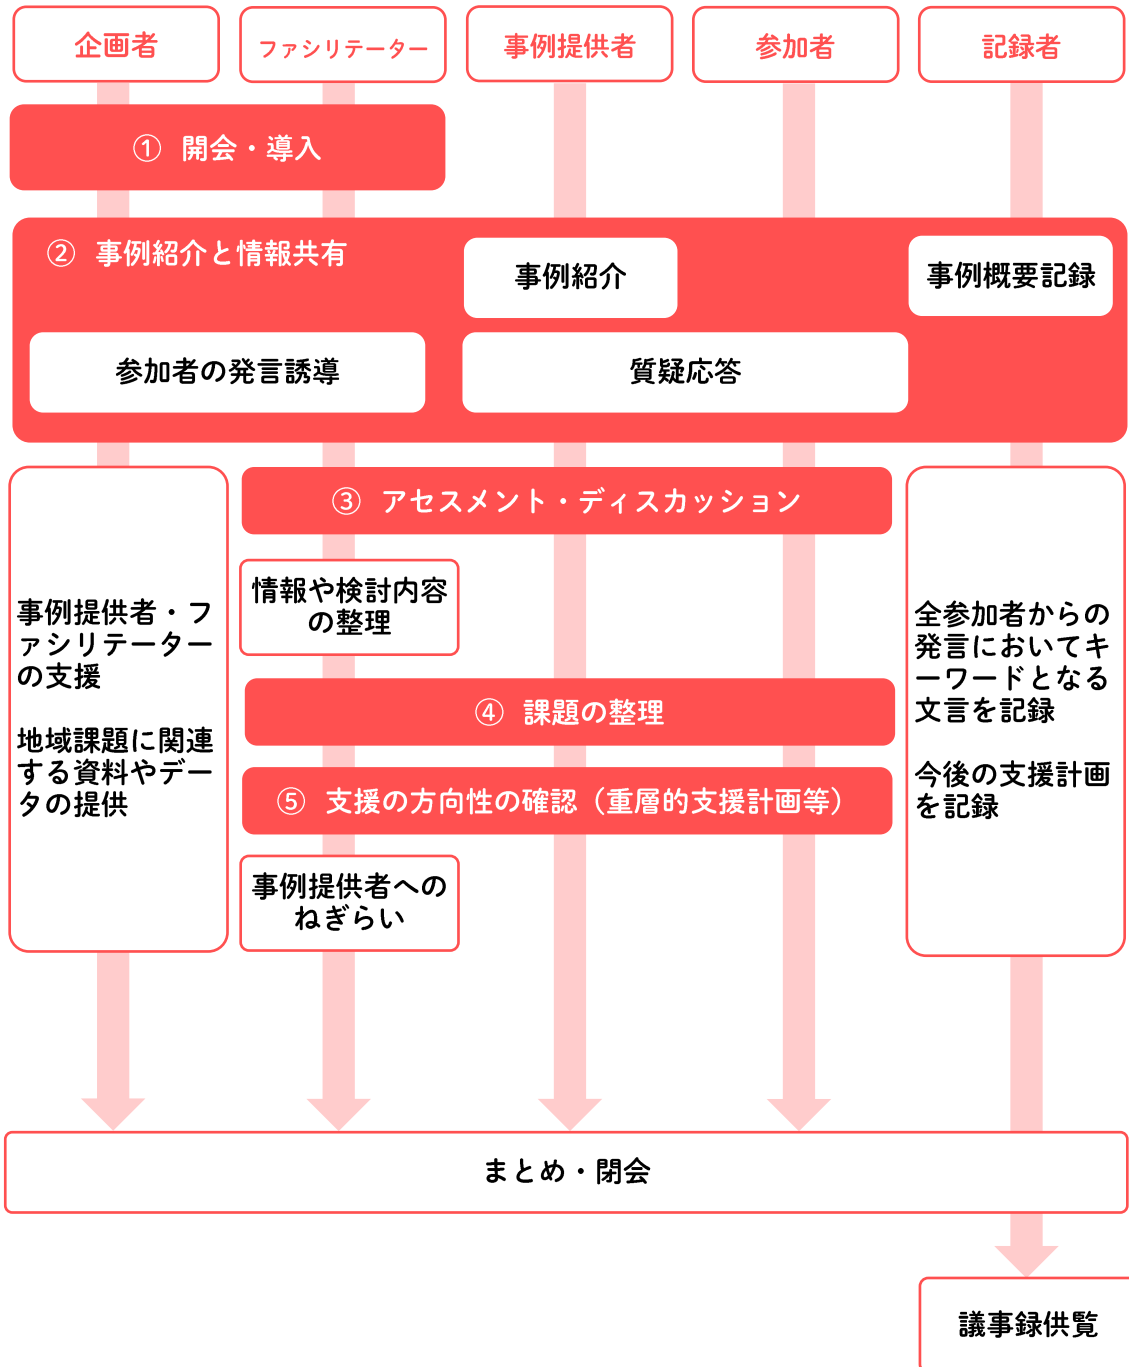 企画者
ファシリテーター
事例提供者
参加者
記録者
① 開会・導入
② 事例紹介と情報共有
事例紹介
事例概要記録
参加者の発言誘導
質疑応答
③ アセスメント・ディスカッション
情報や検討内容
の整理
事例提供者・フ
ァシリテーター
の支援
地域課題に関連
する資料やデー
タの提供
全参加者からの
発言においてキ
ーワードとなる
文言を記録
今後の支援計画
を記録
④ 課題の整理
⑤ 支援の方向性の確認（重層的支援計画等）
事例提供者への
ねぎらい
まとめ・閉会
議事録供覧